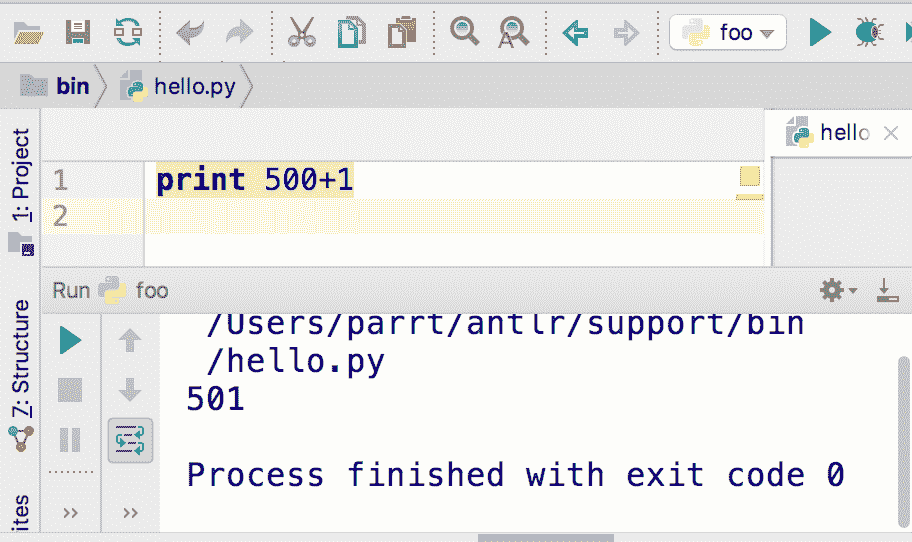 foo
bin
hello.py
1: Project
hello
1 print 500+1
2
Run foo
7: Structure
/Users/parrt/antlr/support/bin
/hello.py
501
Process finished with exit code 0
ites